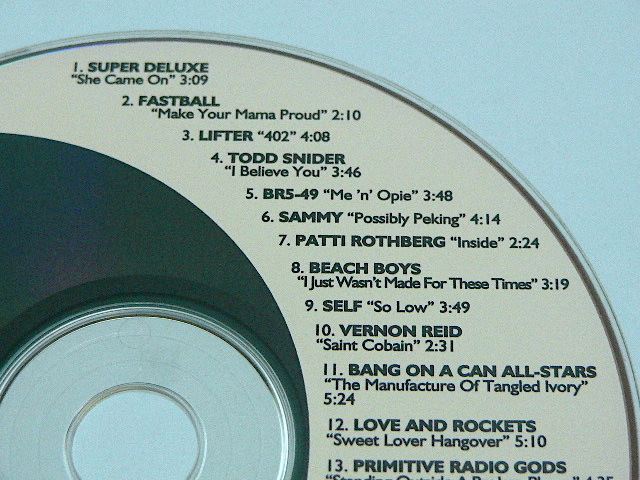 1. SUPER DELUXE
“She Came On” 3:09
2. FASTBALL
“Make Your Mama Proud” 2:10
3. LIFTER “402” 4:08
4. TODD SNIDER
“I Believe You” 3:46
5. BR5-49 “Me ’n’ Opie” 3:48
6. SAMMY “Possibly Peking” 4:14
7. PATTI ROTHBERG “Inside” 2:24
8. BEACH BOYS
“I Just Wasn’t Made For These Times” 3:19
9. SELF “So Low” 3:49
10. VERNON REID
“Saint Cobain” 2:31
11. BANG ON A CAN ALL-STARS
“The Manufacture Of Tangled Ivory”
5:24
12. LOVE AND ROCKETS
“Sweet Lover Hangover” 5:10
13. PRIMITIVE RADIO GODS